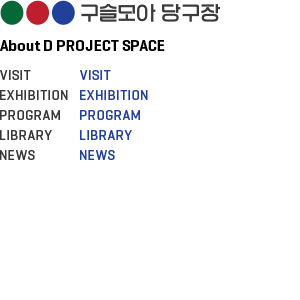 구슬모아 당구장
About D PROJECT SPACE
VISIT VISIT
EXHIBITION EXHIBITION
PROGRAM PROGRAM
LIBRARY LIBRARY
NEWS NEWS